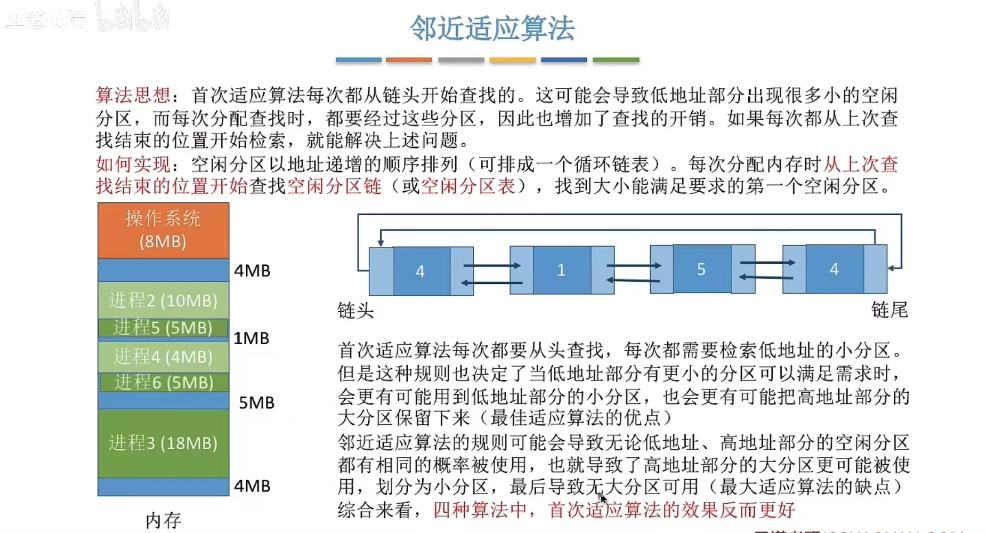 邻近适应算法
算法思想：首次适应算法每次都从链头开始查找的。这可能会导致低地址部分出现很多小的空闲
分区，而每次分配查找时，都要经过这些分区，因此也增加了查找的开销。如果每次都从上次查
找结束的位置开始检索，就能解决上述问题。
如何实现：空闲分区以地址递增的顺序排列（可排成一个循环链表）。每次分配内存时从上次查
找结束的位置开始查找空闲分区链（或空闲分区表），找到大小能满足要求的第一个空闲分区。
操作系统
(8MB)
4MB
进程2 (10MB)
进程5 (5MB)
1MB
进程4 (4MB)
进程6 (5MB)
5MB
进程3 (18MB)
4MB
内存
4
1
5
4
链头
链尾
首次适应算法每次都要从头查找，每次都需要检索低地址的小分区。
但是这种规则也决定了当低地址部分有更小的分区可以满足需求时，
会更有可能用到低地址部分的小分区，也会更有可能把高地址部分的
大分区保留下来（最佳适应算法的优点）
邻近适应算法的规则可能会导致无论低地址、高地址部分的空闲分区
都有相同的概率被使用，也就导致了高地址部分的大分区更可能被使
用，划分为小分区，最后导致无大分区可用（最大适应算法的缺点）
综合来看，四种算法中，首次适应算法的效果反而更好